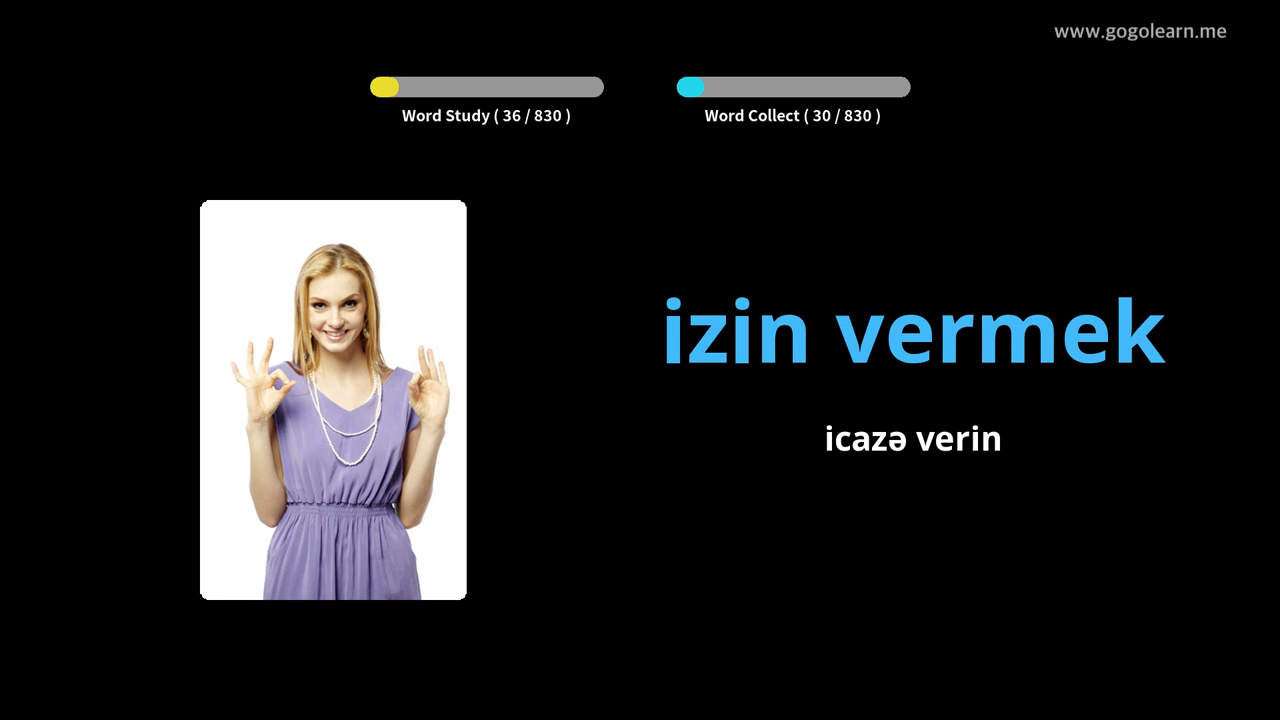 www.gogolearn.me
Word Study ( 36 / 830 )
Word Collect ( 30 / 830 )
izin vermek
icazə verin